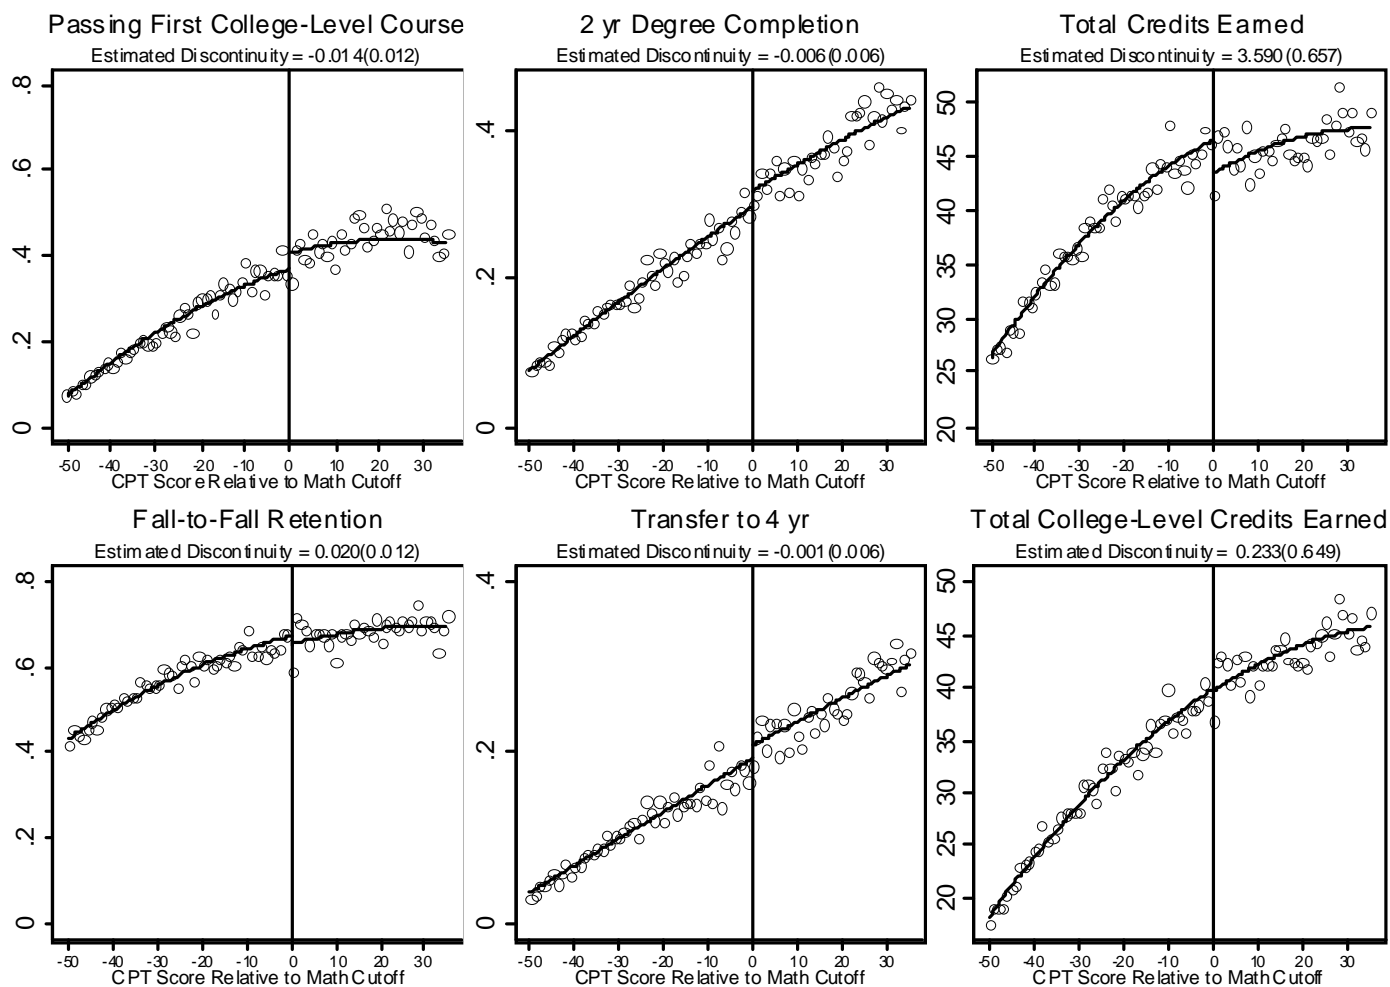 Passing First College-Level Course
Estimated Discontinuity = -0.014(0.012)
.8
.6
.4
.2
0
-50 -40 -30 -20 -10 0 10 20 30
CPT Score Relative to Math Cutoff
2 yr Degree Completion
Estimated Discontinuity = -0.006(0.006)
.4
.2
0
-50 -40 -30 -20 -10 0 10 20 30
CPT Score Relative to Math Cutoff
Total Credits Earned
Estimated Discontinuity = 3.590(0.657)
50
45
40
35
30
25
20
-50 -40 -30 -20 -10 0 10 20 30
CPT Score Relative to Math Cutoff
Fall-to-Fall Retention
Estimated Discontinuity = 0.020(0.012)
.8
.6
.4
.2
0
-50 -40 -30 -20 -10 0 10 20 30
CPT Score Relative to Math Cutoff
Transfer to 4 yr
Estimated Discontinuity = -0.001(0.006)
.4
.2
0
-50 -40 -30 -20 -10 0 10 20 30
CPT Score Relative to Math Cutoff
Total College-Level Credits Earned
Estimated Discontinuity = 0.233(0.649)
50
45
40
35
30
25
20
-50 -40 -30 -20 -10 0 10 20 30
CPT Score Relative to Math Cutoff